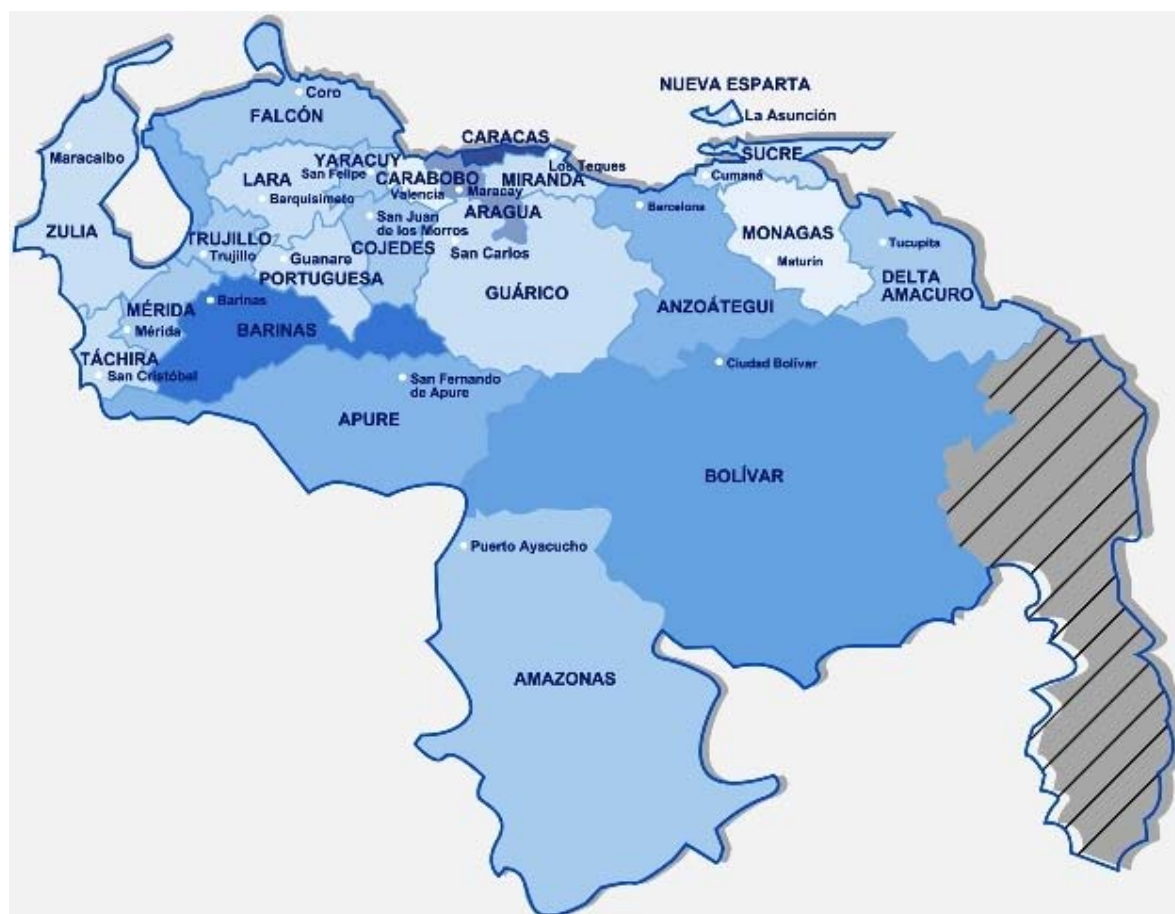 NUEVA ESPARTA
Coro
La Asunción
FALCÓN
CARACAS
Maracaibo
YARACUY
Los Teques
SUCRE
San Felipe
CARABOBO
MIRANDA
Cumaná
LARA
Valencia
Maracay
Barquisimeto
ARAGUA
Barcelona
San Juan
de los Morros
ZULIA
TRUJILLO
COJEDES
San Carlos
MONAGAS
Tucupita
Trujillo
Guanare
Maturín
PORTUGUESA
DELTA
AMACURO
GUÁRICO
MÉRIDA
Barinas
ANZOÁTEGUI
Mérida
BARINAS
TÁCHIRA
San Cristóbal
Ciudad Bolívar
San Fernando
de Apure
APURE
BOLÍVAR
Puerto Ayacucho
AMAZONAS